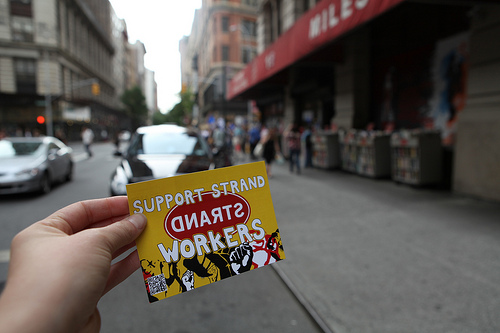 MILES
SUPPORT STRAND
STRAND
WORKERS